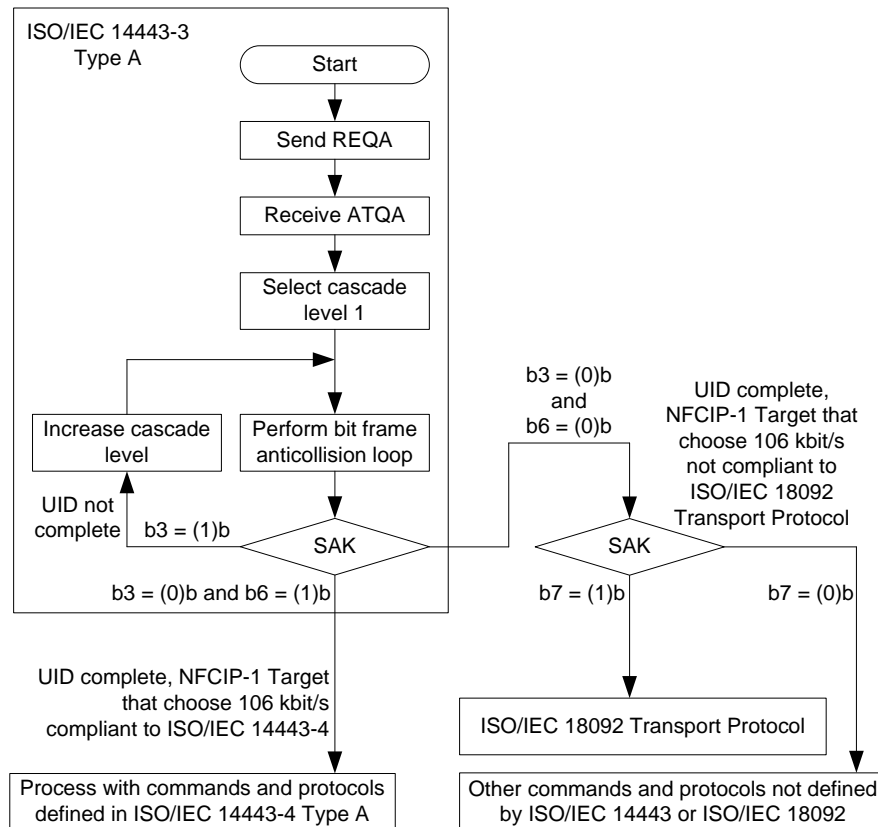 ISO/IEC 14443-3
Type A
Start
Send REQA
Receive ATQA
Select cascade
level 1
Increase cascade
level
Perform bit frame
anticollision loop
b3 = (0)b
and
b6 = (0)b
UID complete,
NFCIP-1 Target that
choose 106 kbit/s
not compliant to
ISO/IEC 18092
Transport Protocol
UID not
complete
b3 = (1)b
SAK
SAK
b3 = (0)b and b6 = (1)b
b7 = (1)b
b7 = (0)b
UID complete, NFCIP-1 Target
that choose 106 kbit/s
compliant to ISO/IEC 14443-4
ISO/IEC 18092 Transport Protocol
Process with commands and protocols
defined in ISO/IEC 14443-4 Type A
Other commands and protocols not defined
by ISO/IEC 14443 or ISO/IEC 18092